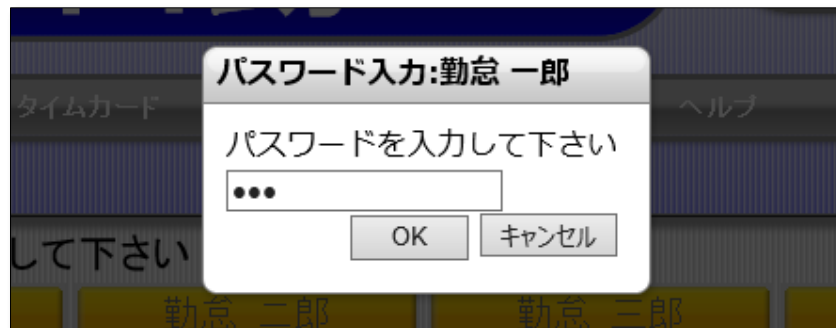 パスワード入力:勤怠 一郎
タイムカード
ヘルプ
パスワードを入力して下さい
●●●
OK キャンセル
して下さい
勤怠 二郎 勤怠 三郎